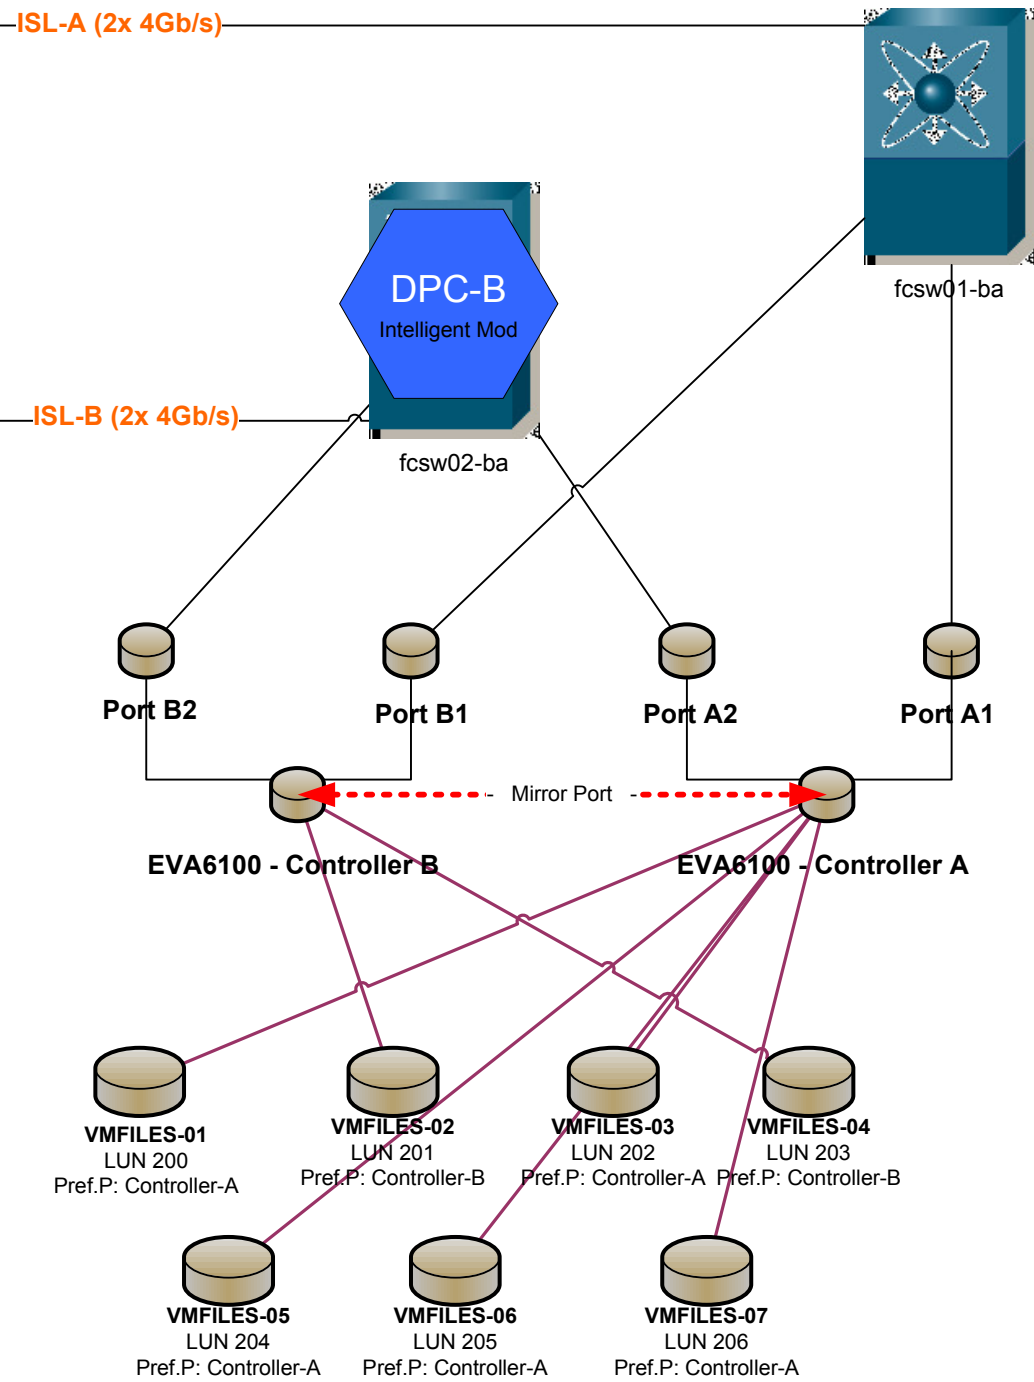 ISL-A (2x 4Gb/s)
fcsw01-ba
DPC-B
Intelligent Mod
ISL-B (2x 4Gb/s)
fcsw02-ba
Port B2
Port B1
Port A2
Port A1
Mirror Port
EVA6100 - Controller B
EVA6100 - Controller A
VMFILES-01
LUN 200
Pref.P: Controller-A
VMFILES-02
LUN 201
Pref.P: Controller-B
VMFILES-03
LUN 202
Pref.P: Controller-A
VMFILES-04
LUN 203
Pref.P: Controller-B
VMFILES-05
LUN 204
Pref.P: Controller-A
VMFILES-06
LUN 205
Pref.P: Controller-A
VMFILES-07
LUN 206
Pref.P: Controller-A